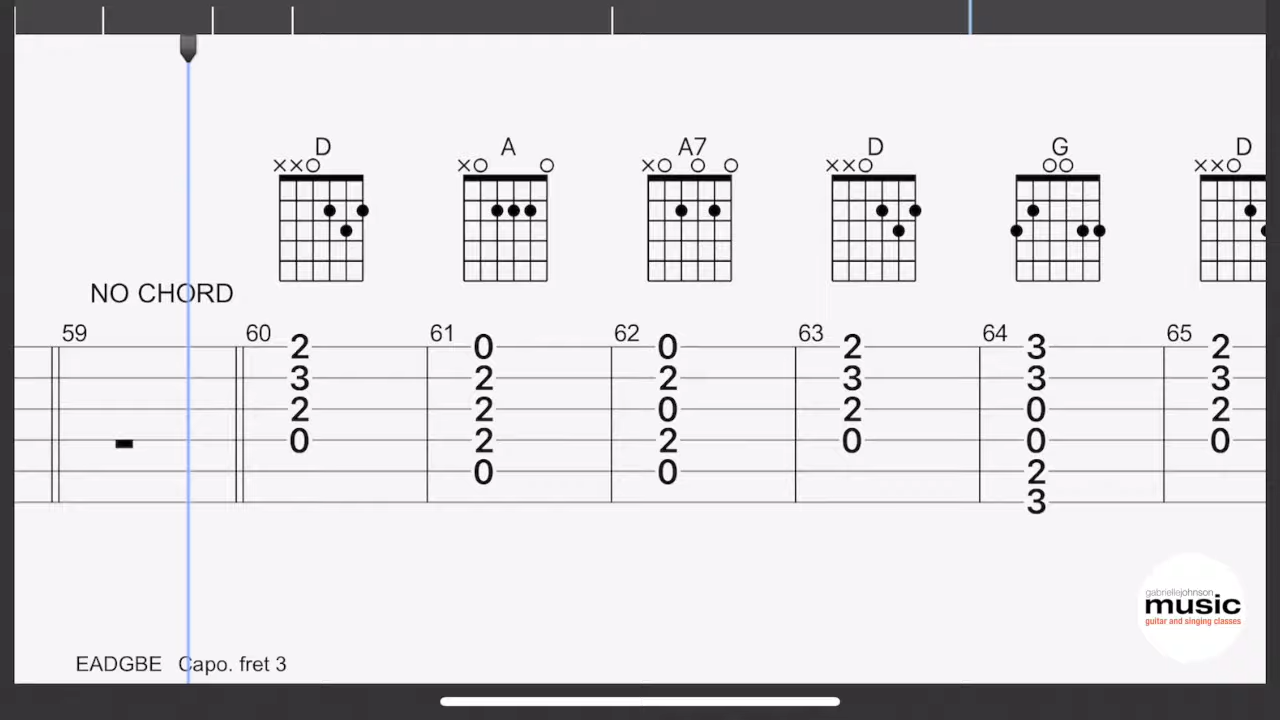 D A A7 D G D
××○ ×○ ○ ×○ ○ ○ ××○ ○○ ××○
NO CHORD
59 60 61 62 63 64 65
2 0 0 2 3 2
3 2 2 3 3 3
2 2 0 2 0 2
0 2 2 0 0 0
0 0 2
3
gabriellejohnson
music
guitar and singing classes
EADGBE Capo. fret 3